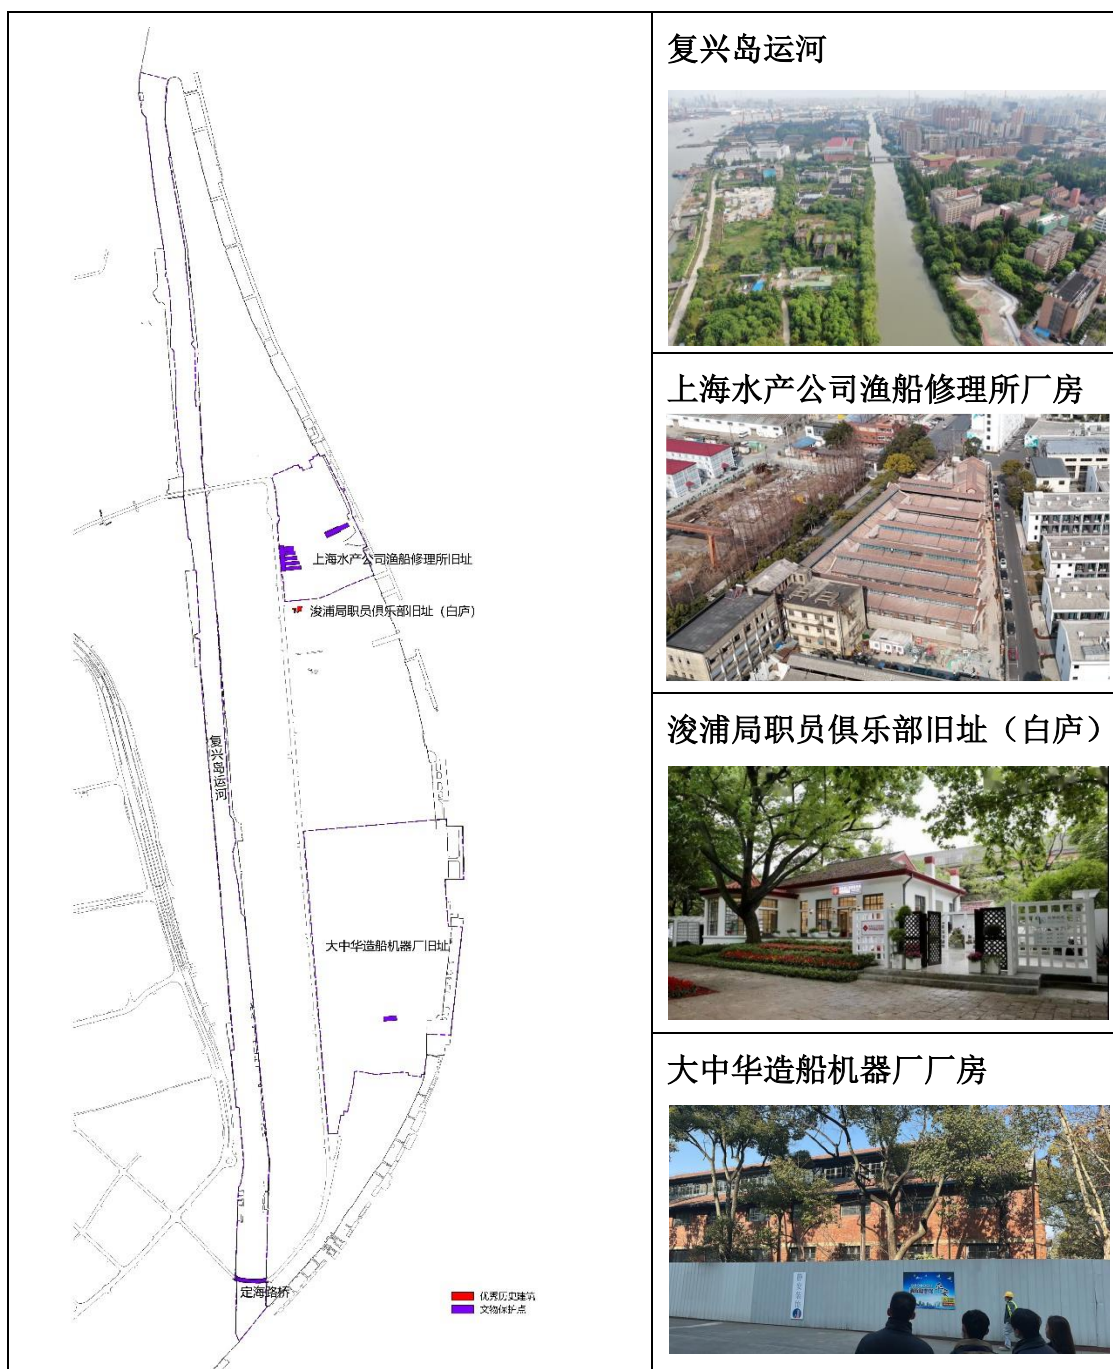 上海水产公司渔船修理所旧址
浚浦局职员俱乐部旧址（白庐）
复兴岛运河
大中华造船机器厂旧址
定海路桥
优秀历史建筑
文物保护点
复兴岛运河
上海水产公司渔船修理所厂房
浚浦局职员俱乐部旧址（白庐）
大中华造船机器厂厂房